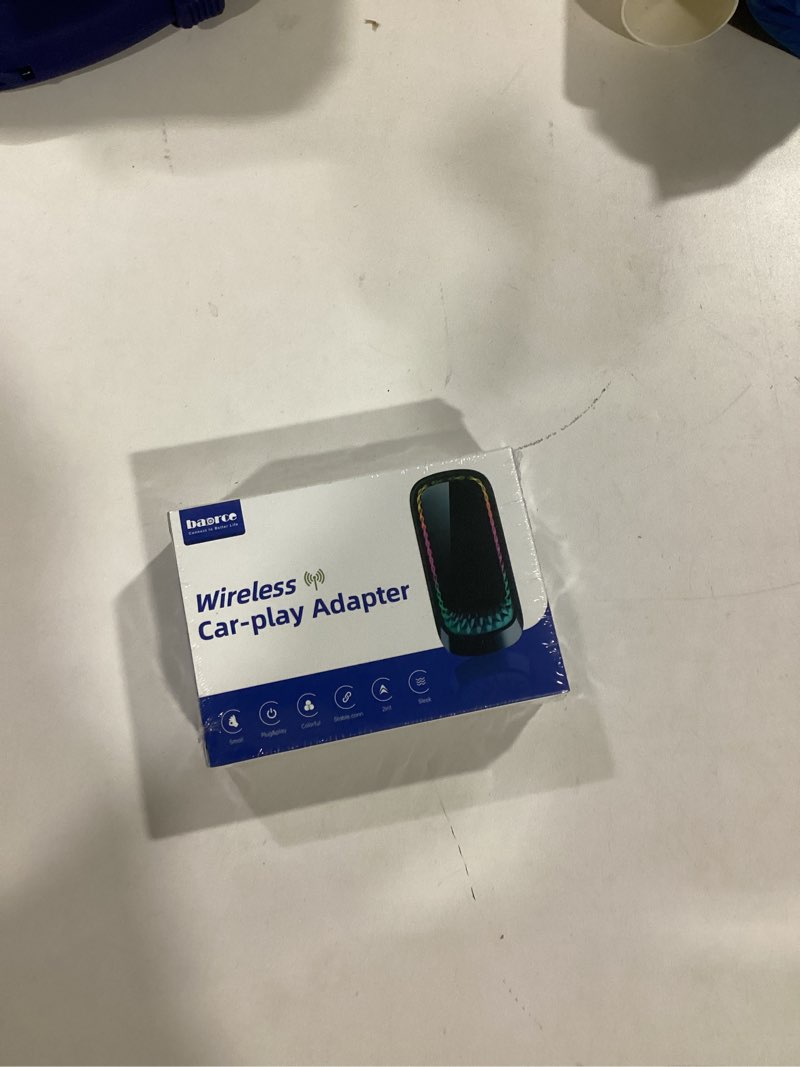 baorce
Connect to Better Life
Wireless
Car-play Adapter
Small
Plug&play
Colorful
Stable conn
2in1
Sleek